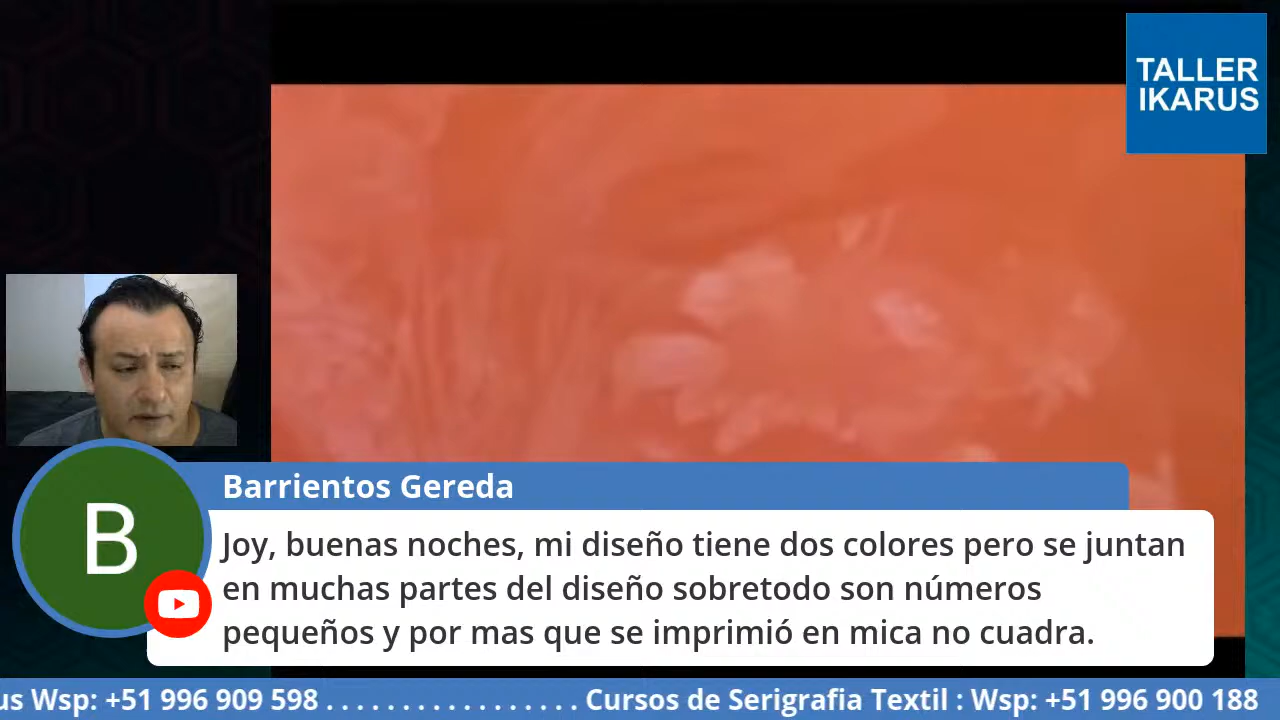 TALLER
IKARUS
B
Barrientos Gereda
Joy, buenas noches, mi diseño tiene dos colores pero se juntan
en muchas partes del diseño sobretodo son números
pequeños y por mas que se imprimió en mica no cuadra.
us Wsp: +51 996 909 598 . . . . . . . . . . . . . . . . . Cursos de Serigrafia Textil : Wsp: +51 996 900 188